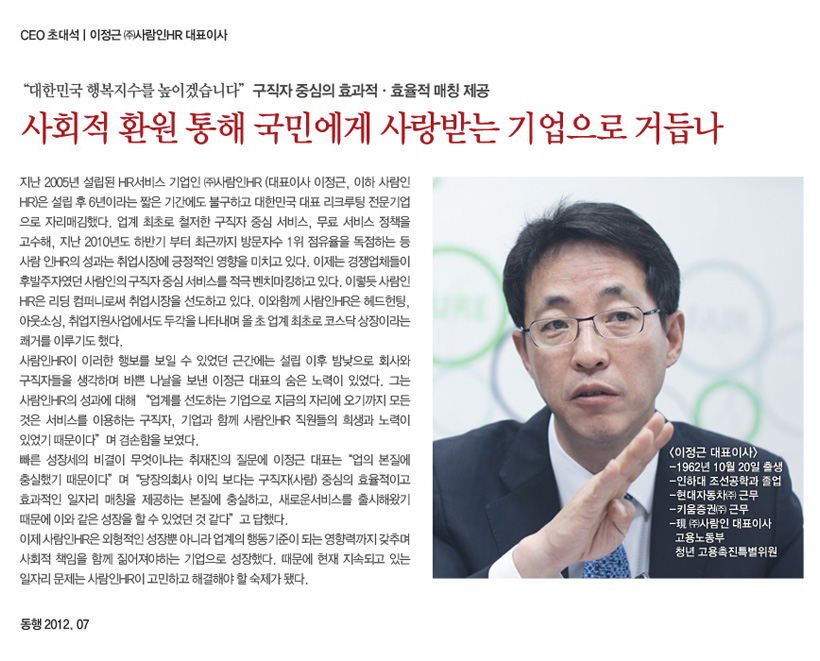 CEO 초대석 | 이정근 ㈜사람인HR 대표이사
“대한민국 행복지수를 높이겠습니다” 구직자 중심의 효과적 · 효율적 매칭 제공
사회적 환원 통해 국민에게 사랑받는 기업으로 거듭나
지난 2005년 설립된 HR서비스 기업인 ㈜사람인HR (대표이사 이정근, 이하 사람인
HR)은 설립 후 6년이라는 짧은 기간에도 불구하고 대한민국 대표 리크루팅 전문기업
으로 자리매김했다. 업계 최초로 철저한 구직자 중심 서비스, 무료 서비스 정책을
고수해, 지난 2010년도 하반기 부터 최근까지 방문자수 1위 점유율을 독점하는 등
사람 인HR의 성과는 취업시장에 긍정적인 영향을 미치고 있다. 이제는 경쟁업체들이
후발주자였던 사람인의 구직자 중심 서비스를 적극 벤치마킹하고 있다. 이렇듯 사람인
HR은 리딩 컴퍼니로써 취업시장을 선도하고 있다. 이와함께 사람인HR은 헤드헌팅,
아웃소싱, 취업지원사업에서도 두각을 나타내며 올 초 업계 최초로 코스닥 상장이라는
쾌거를 이루기도 했다.
사람인HR이 이러한 행보를 보일 수 있었던 근간에는 설립 이후 밤낮으로 회사와
구직자들을 생각하며 바쁜 나날을 보낸 이정근 대표의 숨은 노력이 있었다. 그는
사람인HR의 성과에 대해 “업계를 선도하는 기업으로 지금의 자리에 오기까지 모든
것은 서비스를 이용하는 구직자, 기업과 함께 사람인HR 직원들의 희생과 노력이
있었기 때문이다” 며 겸손함을 보였다.
빠른 성장세의 비결이 무엇이냐는 취재진의 질문에 이정근 대표는 “업의 본질에
충실했기 때문이다” 며 “당장의회사 이익 보다는 구직자(사람) 중심의 효율적이고
효과적인 일자리 매칭을 제공하는 본질에 충실하고, 새로운서비스를 출시해왔기
때문에 이와 같은 성장을 할 수 있었던 것 같다” 고 답했다.
이제 사람인HR은 외형적인 성장뿐 아니라 업계의 행동기준이 되는 영향력까지 갖추며
사회적 책임을 함께 짊어져야하는 기업으로 성장했다. 때문에 현재 지속되고 있는
일자리 문제는 사람인HR이 고민하고 해결해야 할 숙제가 됐다.
FAIR
〈이정근 대표이사〉
-1962년 10월 20일 출생
-인하대 조선공학과 졸업
-현대자동차㈜ 근무
-키움증권㈜ 근무
-現 ㈜사람인 대표이사
고용노동부
청년 고용촉진특별위원
동행 2012. 07